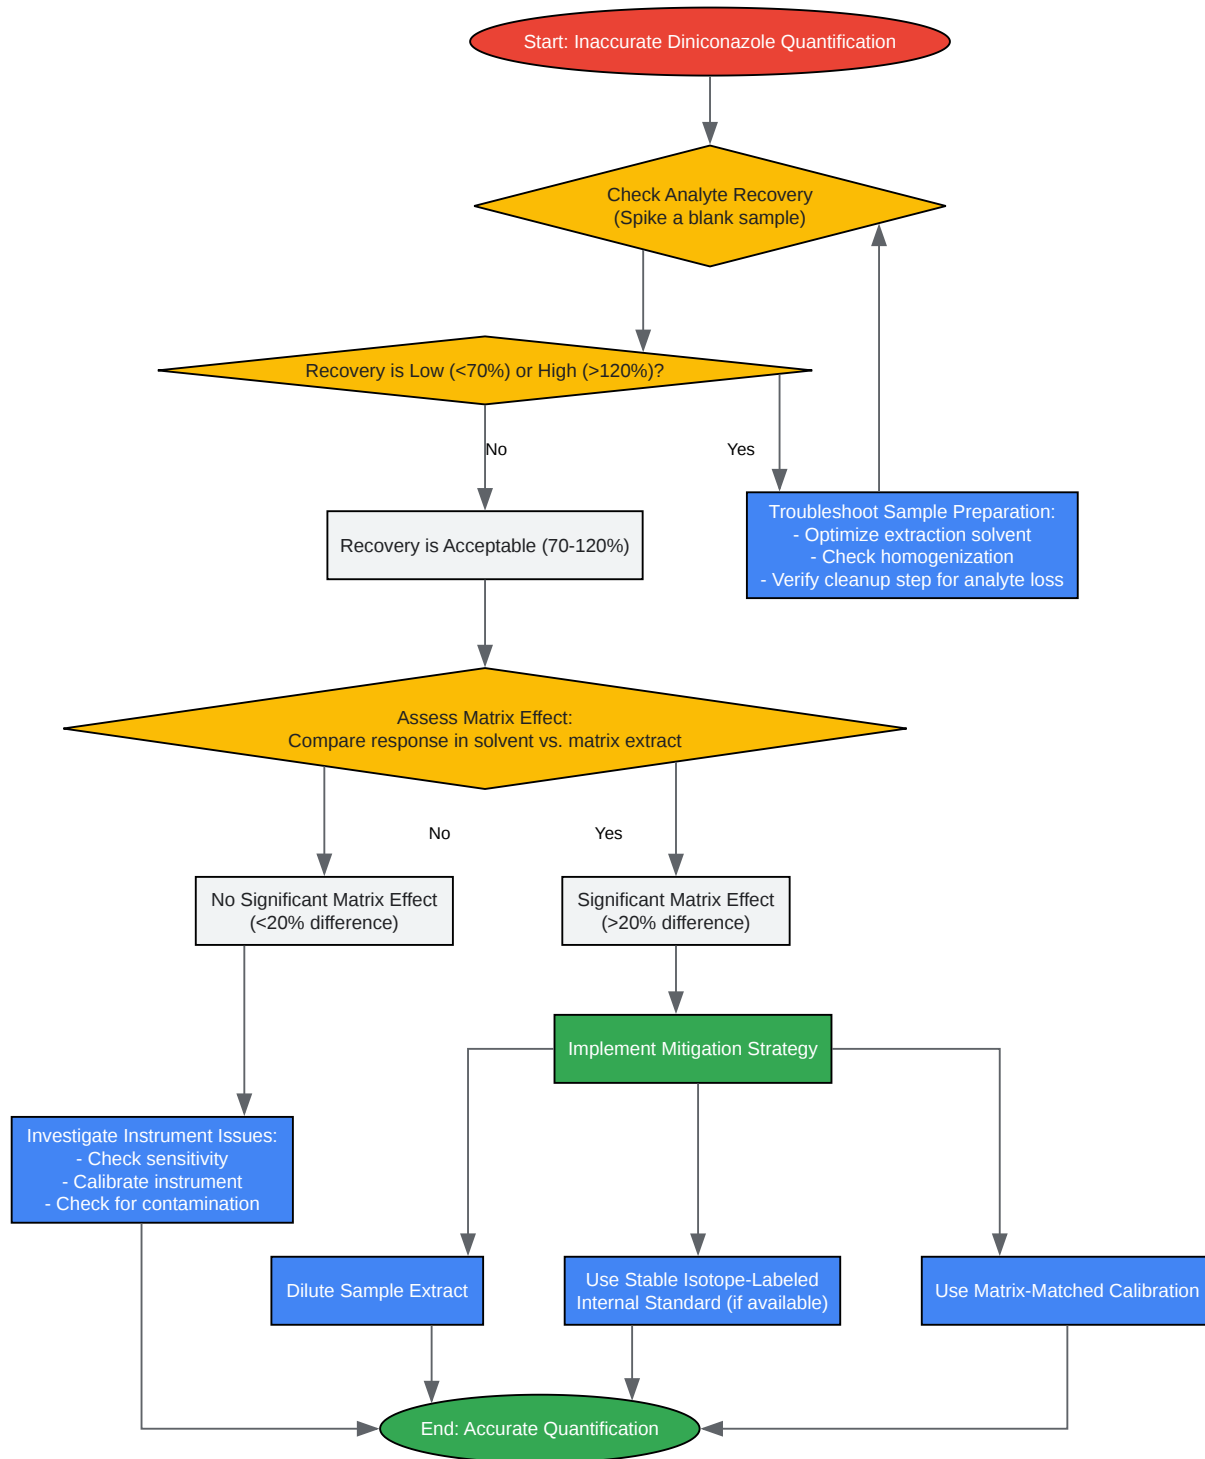 Start: Inaccurate Diniconazole Quantification
Check Analyte Recovery
(Spike a blank sample)
Recovery is Low (<70%) or High (>120%)?
No
Yes
Troubleshoot Sample Preparation:
- Optimize extraction solvent
- Check homogenization
- Verify cleanup step for analyte loss
Recovery is Acceptable (70-120%)
Assess Matrix Effect:
Compare response in solvent vs. matrix extract
No
Yes
No Significant Matrix Effect
(<20% difference)
Significant Matrix Effect
(>20% difference)
Implement Mitigation Strategy
Investigate Instrument Issues:
- Check sensitivity
- Calibrate instrument
- Check for contamination
Dilute Sample Extract
Use Stable Isotope-Labeled
Internal Standard (if available)
Use Matrix-Matched Calibration
End: Accurate Quantification